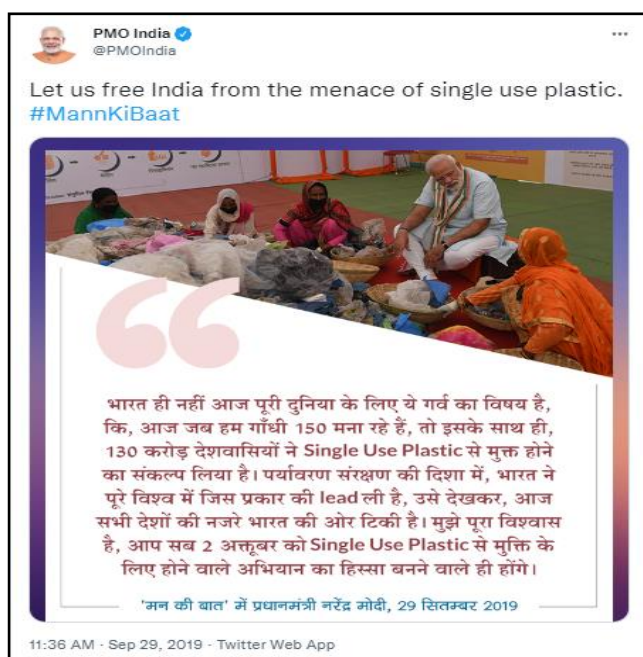 PMO India
@PMOIndia
Let us free India from the menace of single use plastic.
#MannKiBaat
भारत ही नहीं आज पूरी दुनिया के लिए ये गर्व का विषय है,
कि, आज जब हम गाँधी 150 मना रहे हैं, तो इसके साथ ही,
130 करोड़ देशवासियों ने Single Use Plastic से मुक्त होने
का संकल्प लिया है। पर्यावरण संरक्षण की दिशा में, भारत ने
पूरे विश्व में जिस प्रकार की lead ली है, उसे देखकर, आज
सभी देशों की नजरे भारत की ओर टिकी है। मुझे पूरा विश्वास
है, आप सब 2 अक्तूबर को Single Use Plastic से मुक्ति के
लिए होने वाले अभियान का हिस्सा बनने वाले ही होंगे।
'मन की बात' में प्रधानमंत्री नरेंद्र मोदी, 29 सितम्बर 2019
11:36 AM · Sep 29, 2019 · Twitter Web App